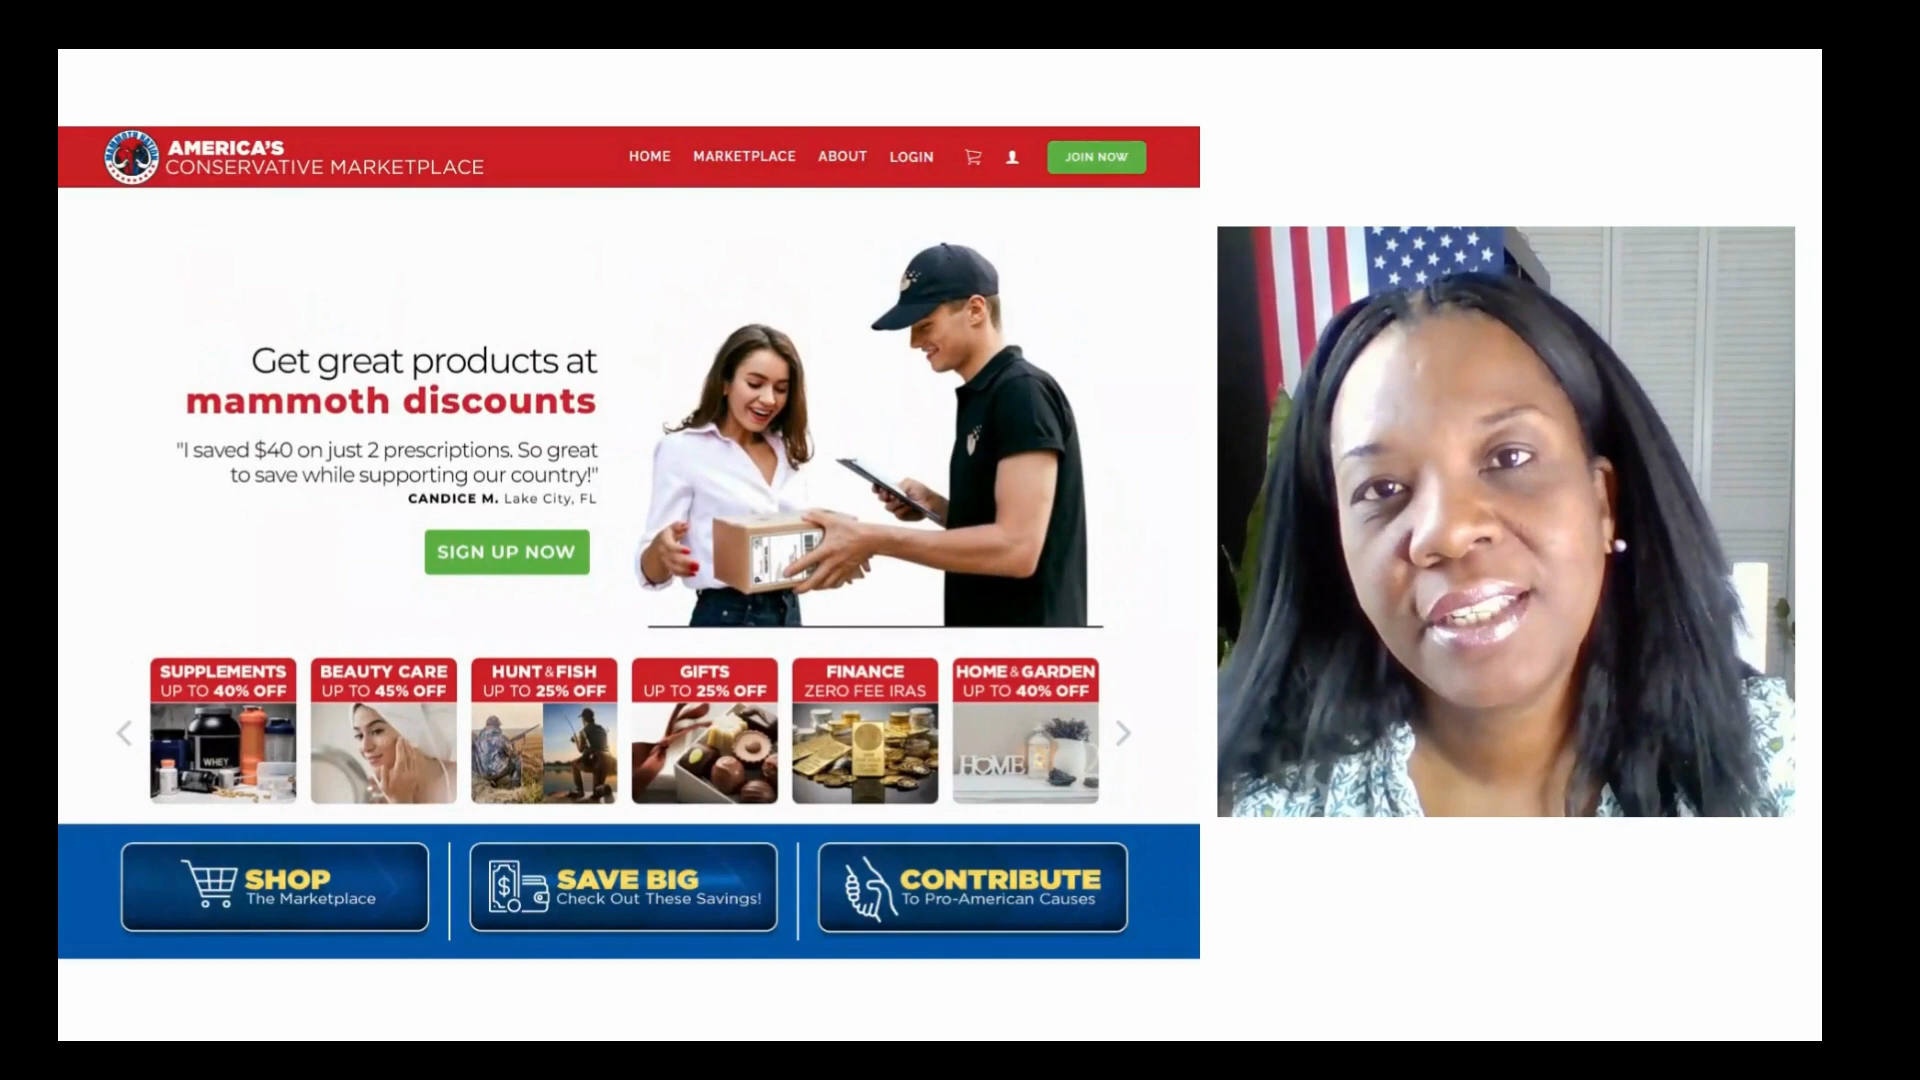 MAMMOTH NATION
AMERICA'S
CONSERVATIVE MARKETPLACE
HOME
MARKETPLACE
ABOUT
LOGIN
JOIN NOW
Get great products at
mammoth discounts
"I saved $40 on just 2 prescriptions. So great
to save while supporting our country!"
CANDICE M. Lake City, FL
SIGN UP NOW
SUPPLEMENTS
UP TO 40% OFF
WHEY
BEAUTY CARE
UP TO 45% OFF
HUNT & FISH
UP TO 25% OFF
GIFTS
UP TO 25% OFF
FINANCE
ZERO FEE IRAS
HOME & GARDEN
UP TO 40% OFF
HOME
SHOP
The Marketplace
SAVE BIG
Check Out These Savings!
CONTRIBUTE
To Pro-American Causes